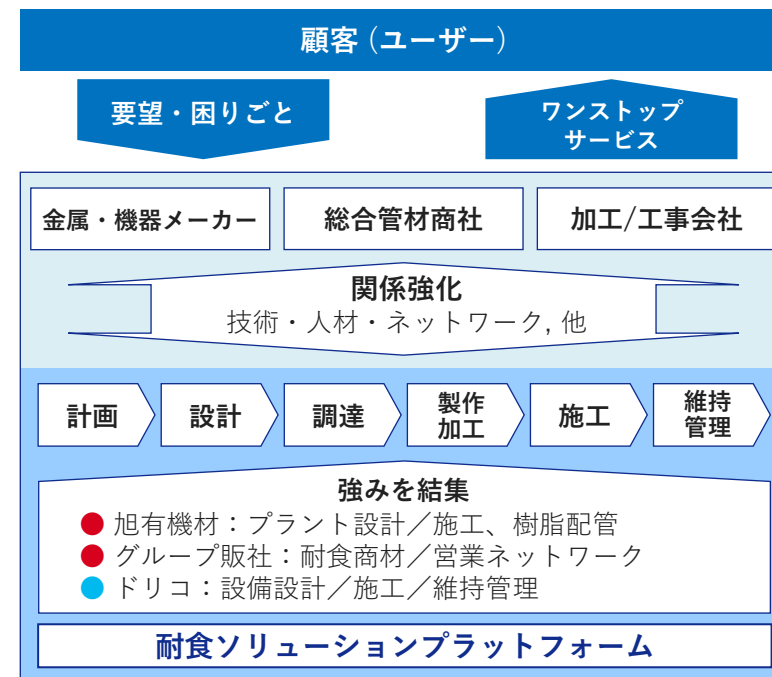 顧客(ユーザー)
要望・困りごと
ワンストップ
サービス
金属・機器メーカー
総合管材商社
加工/工事会社
関係強化
技術・人材・ネットワーク, 他
計画
設計
調達
製作
加工
施工
維持
管理
強みを結集
旭有機材：プラント設計／施工、樹脂配管
グループ販社：耐食商材／営業ネットワーク
ドリコ：設備設計／施工／維持管理
耐食ソリューションプラットフォーム